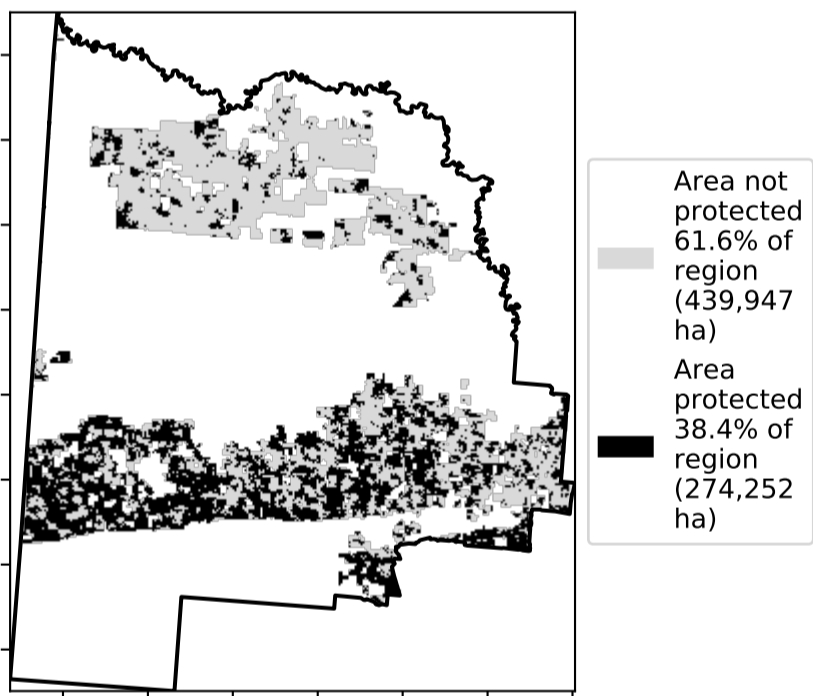 Area not
protected
61.6% of
region
(439,947
ha)
Area
protected
38.4% of
region
(274,252
ha)